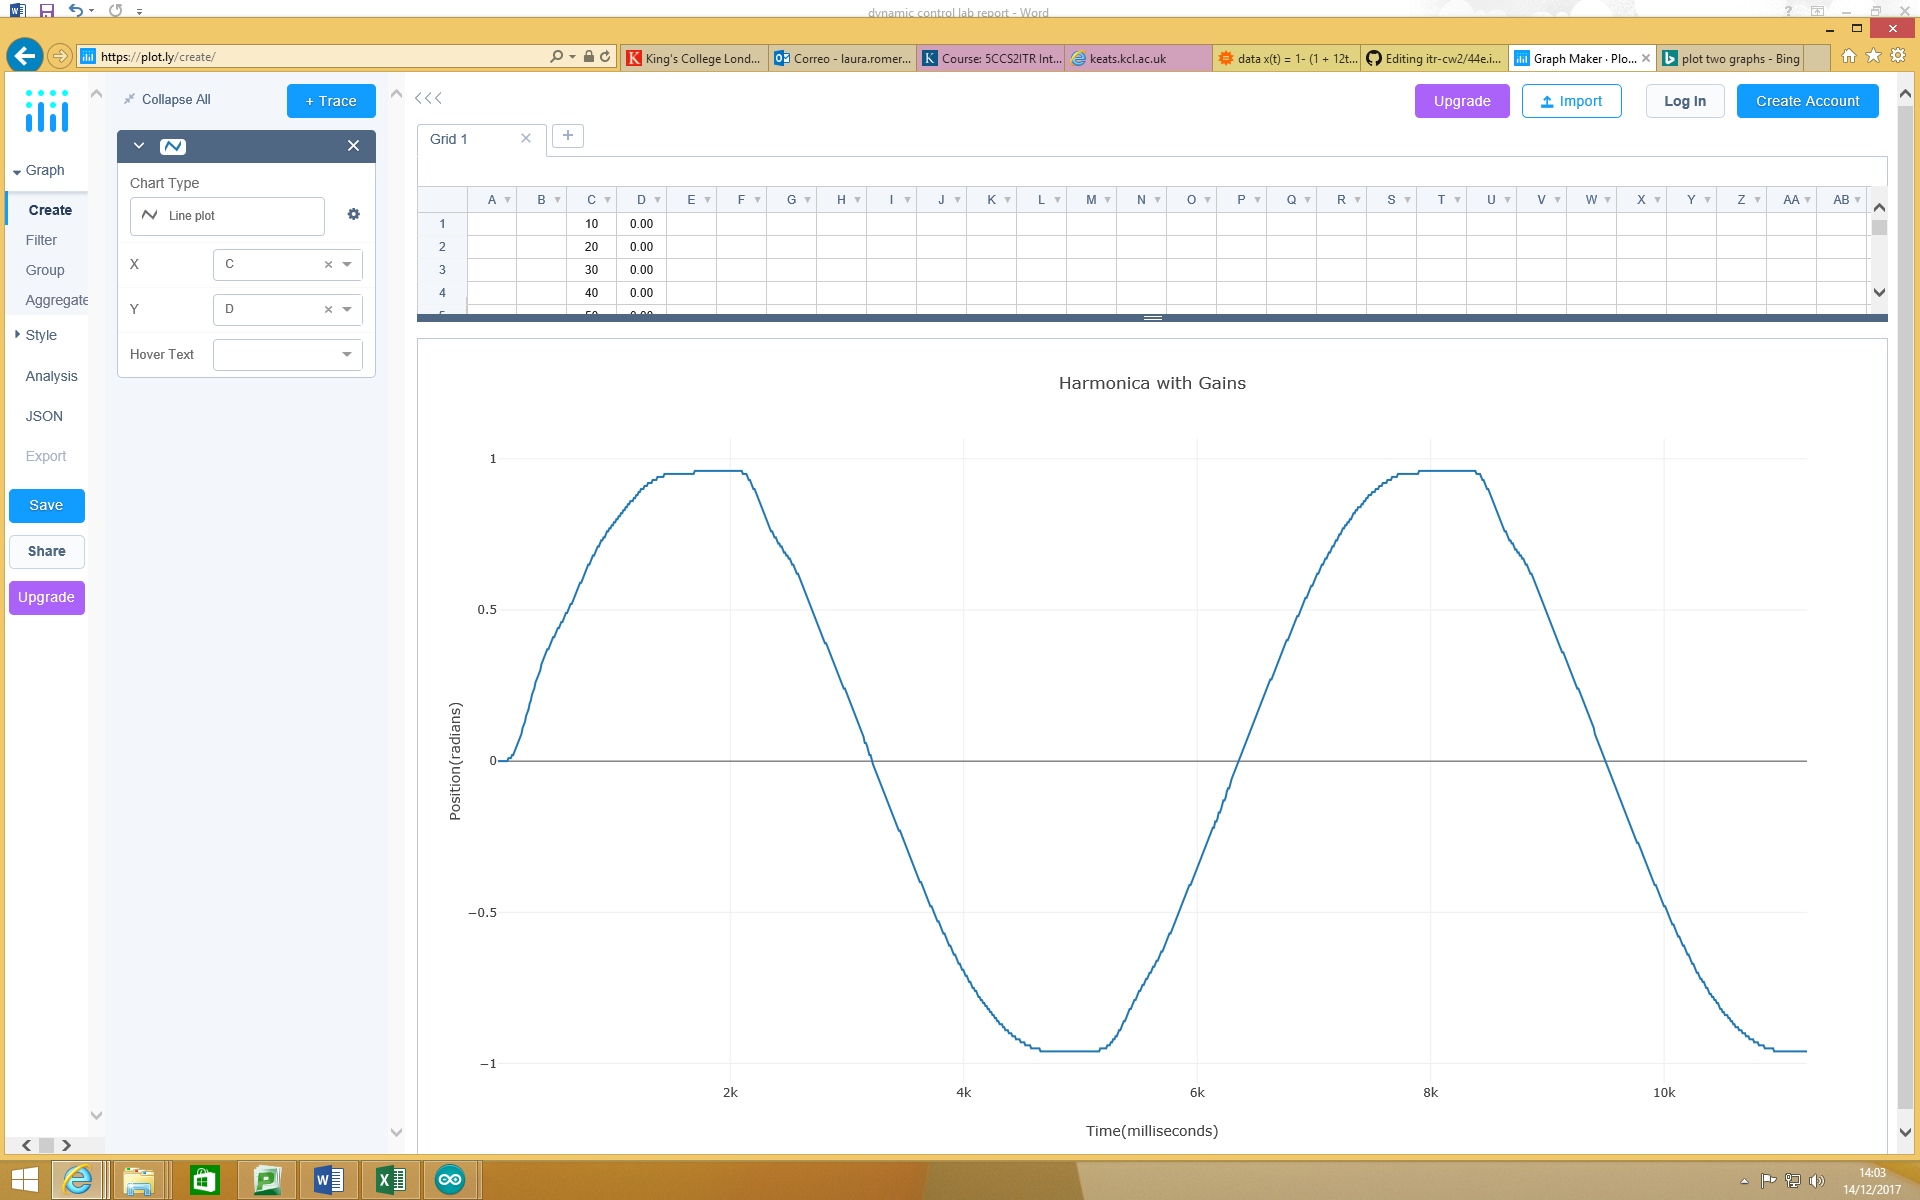 dynamic control lab report - Word
https://plot.ly/create/
King's College Lond...
Correo - laura.romer...
Course: 5CCS2ITR Int...
keats.kcl.ac.uk
data x(t) = 1- (1 + 12t...
Editing itr-cw2/44e.i...
Graph Maker · Plo...
plot two graphs - Bing
Collapse All
+ Trace
Upgrade
Import
Log In
Create Account
Graph
Create
Filter
Group
Aggregate
Style
Analysis
JSON
Export
Save
Share
Upgrade
Chart Type
Line plot
X C
Y D
Hover Text
Grid 1
A B C D E F G H I J K L M N O P Q R S T U V W X Y Z AA AB
1 10 0.00
2 20 0.00
3 30 0.00
4 40 0.00
5 50 0.00
Harmonica with Gains
1
0.5
0
−0.5
−1
Position(radians)
2k 4k 6k 8k 10k
Time(milliseconds)
14:03
14/12/2017